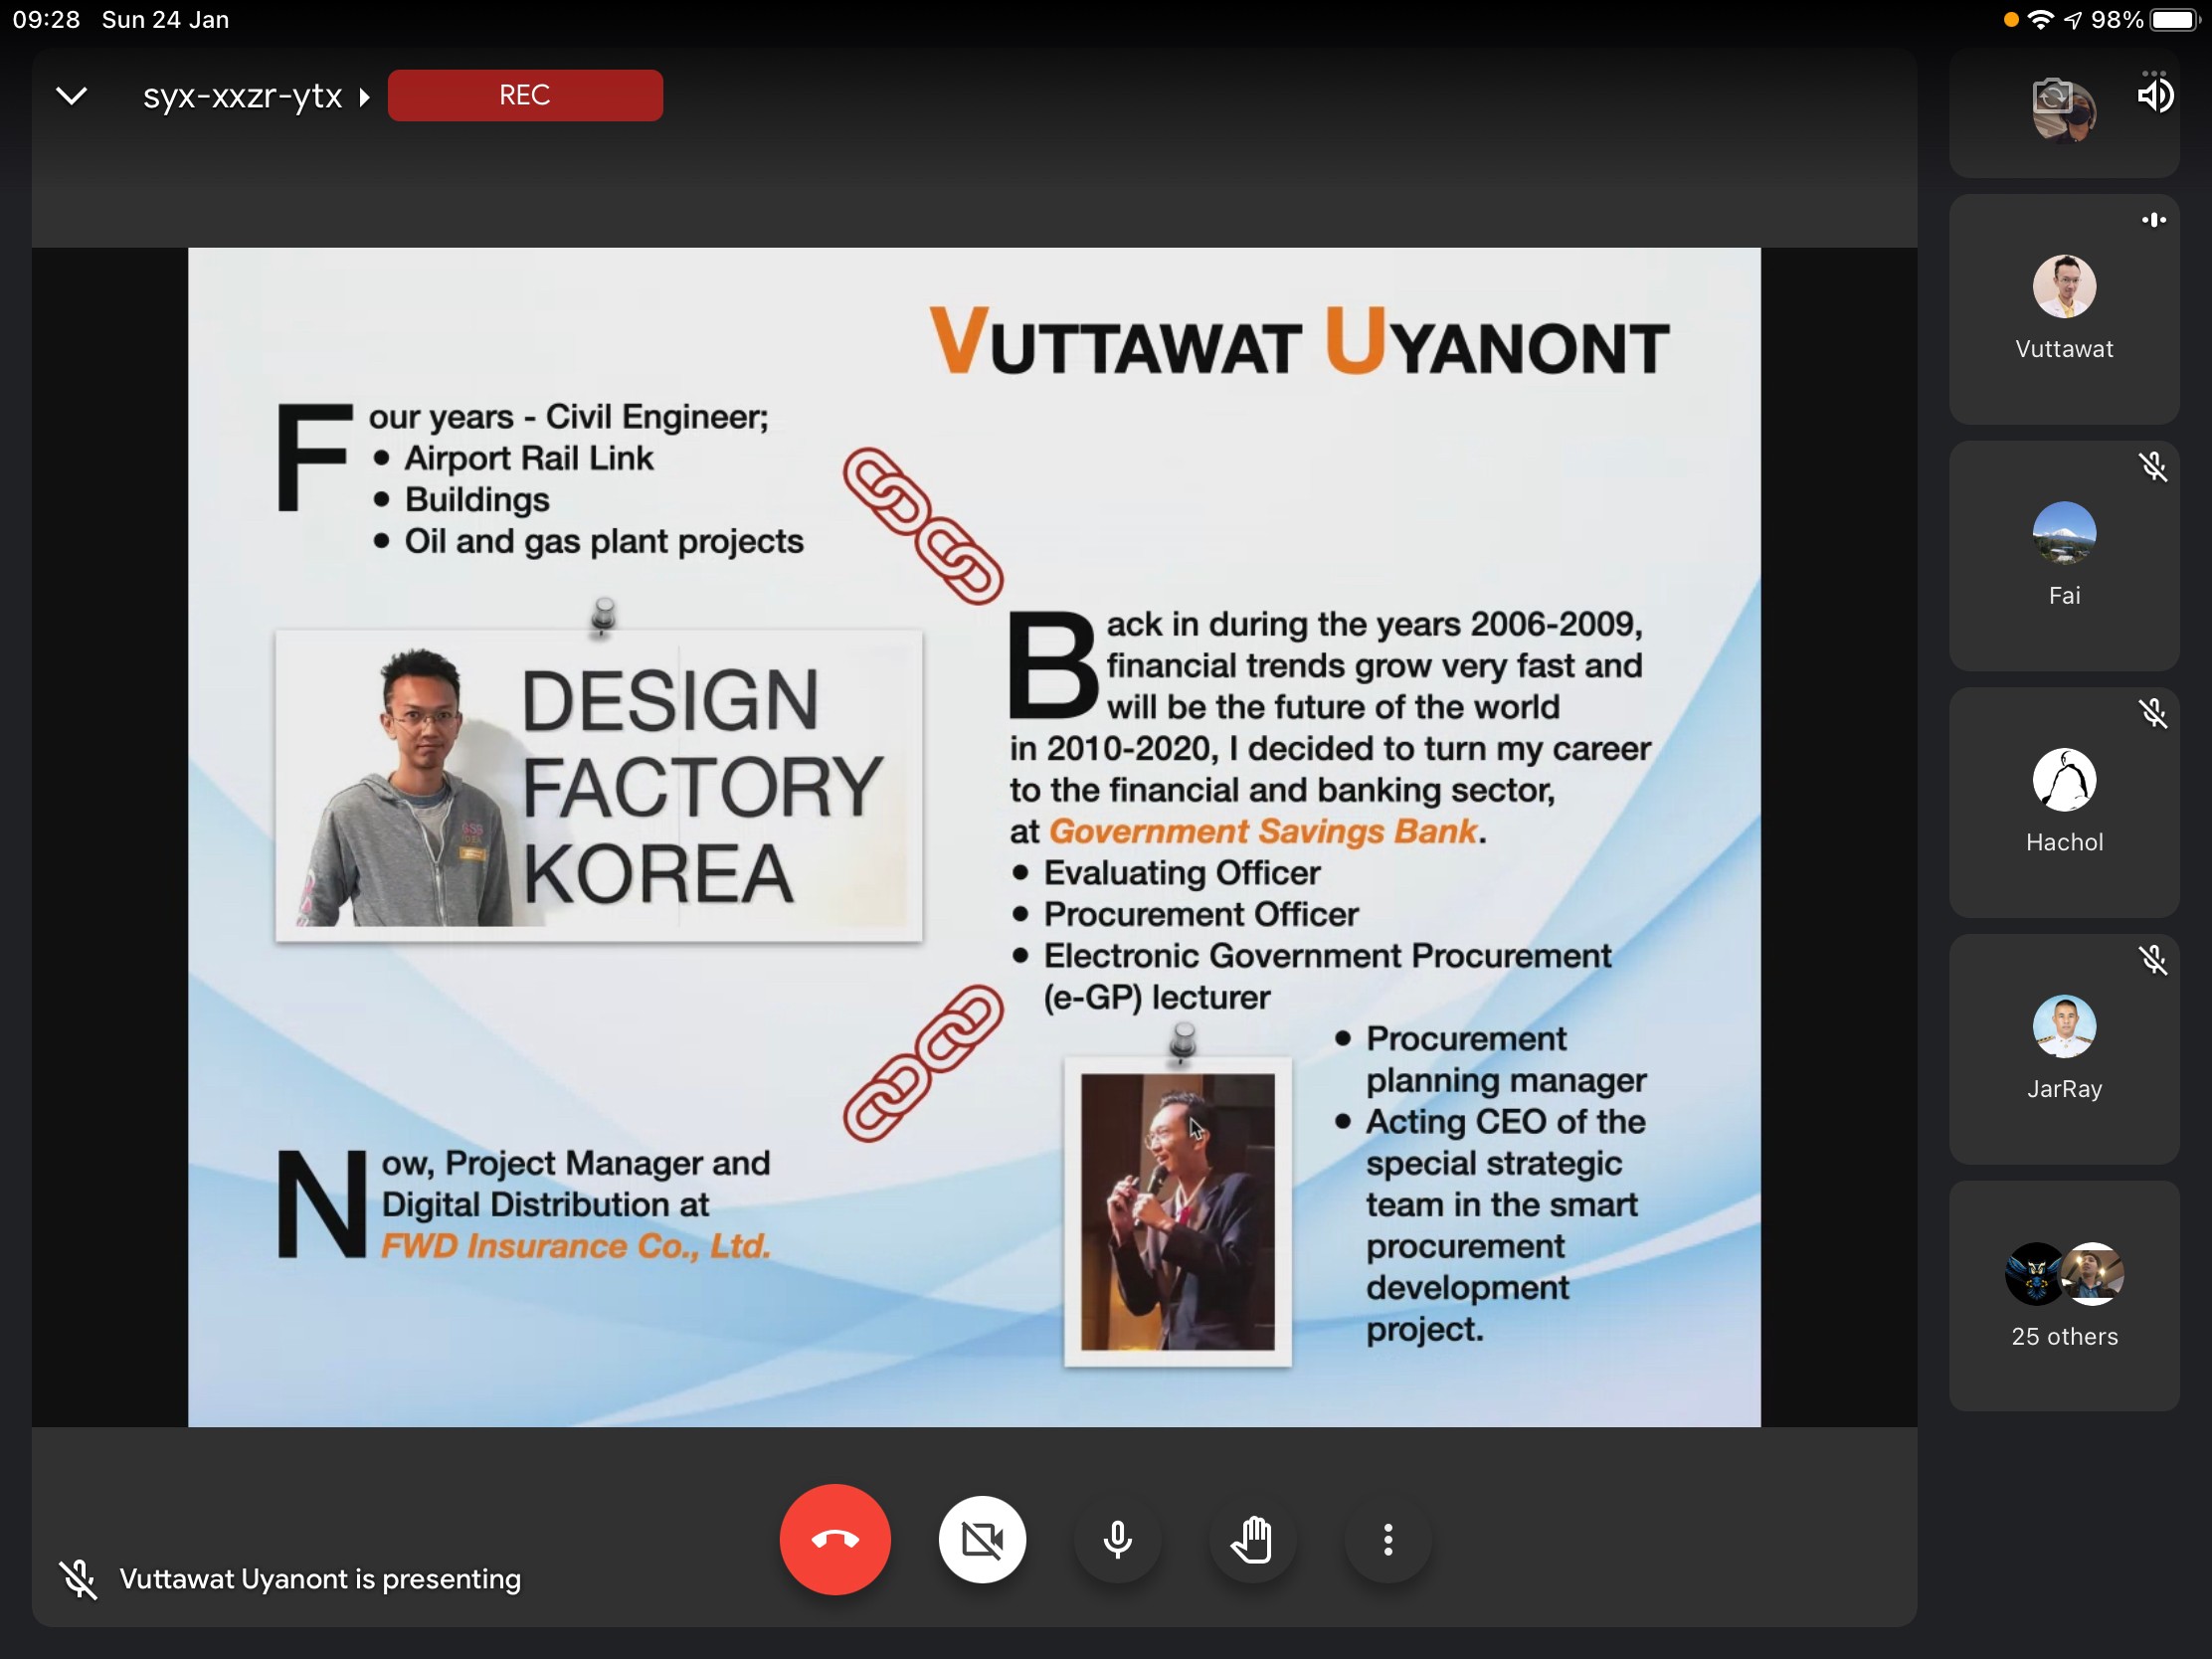 09:28 Sun 24 Jan
98%
syx-xxzr-ytx
REC
VUTTAWAT UYANONT
Four years - Civil Engineer;
• Airport Rail Link
• Buildings
• Oil and gas plant projects
DESIGN
FACTORY
KOREA
Back in during the years 2006-2009,
financial trends grow very fast and
will be the future of the world
in 2010-2020, I decided to turn my career
to the financial and banking sector,
at Government Savings Bank.
• Evaluating Officer
• Procurement Officer
• Electronic Government Procurement
(e-GP) lecturer
• Procurement
planning manager
• Acting CEO of the
special strategic
team in the smart
procurement
development
project.
Now, Project Manager and
Digital Distribution at
FWD Insurance Co., Ltd.
Vuttawat
Fai
Hachol
JarRay
25 others
Vuttawat Uyanont is presenting